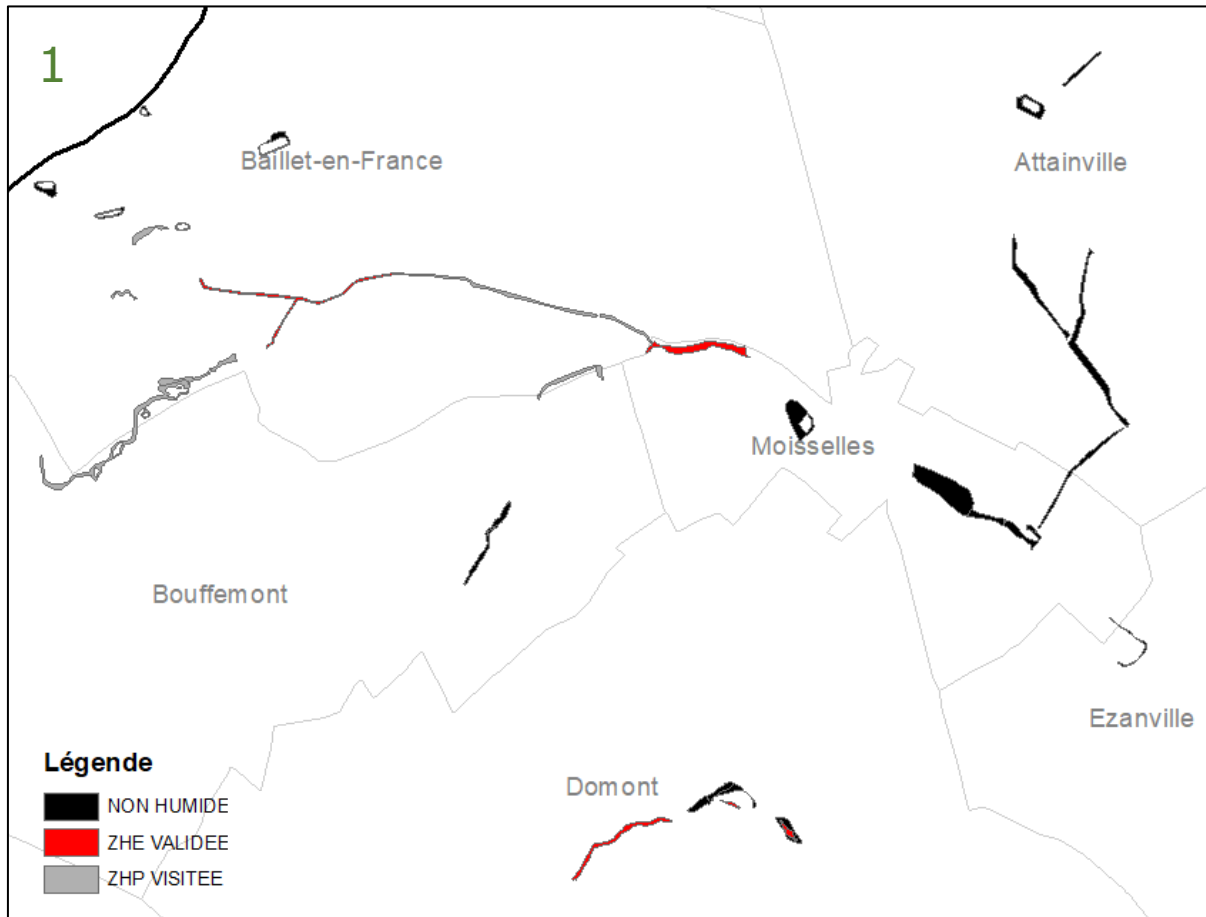 1
Baillet-en-France
Attainville
Moisselles
Bouffemont
Ezanville
Domont
Légende
NON HUMIDE
ZHE VALIDEE
ZHP VISITEE